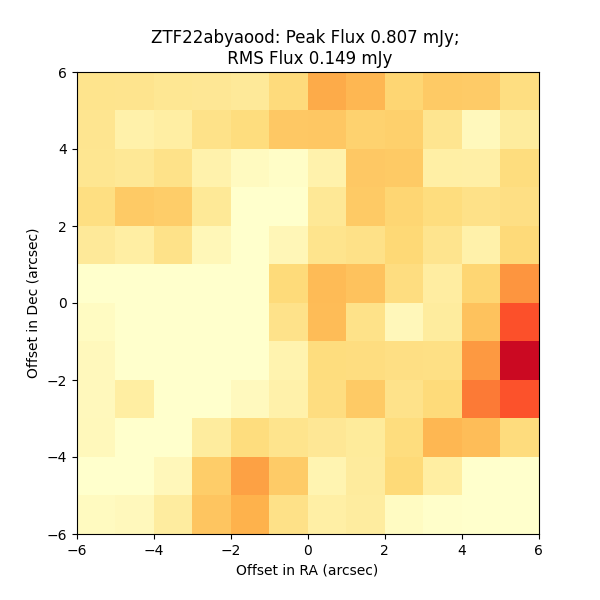 ZTF22abyaood: Peak Flux 0.807 mJy;
RMS Flux 0.149 mJy
6
4
2
0
−2
−4
−6
Offset in Dec (arcsec)
−6 −4 −2 0 2 4 6
Offset in RA (arcsec)